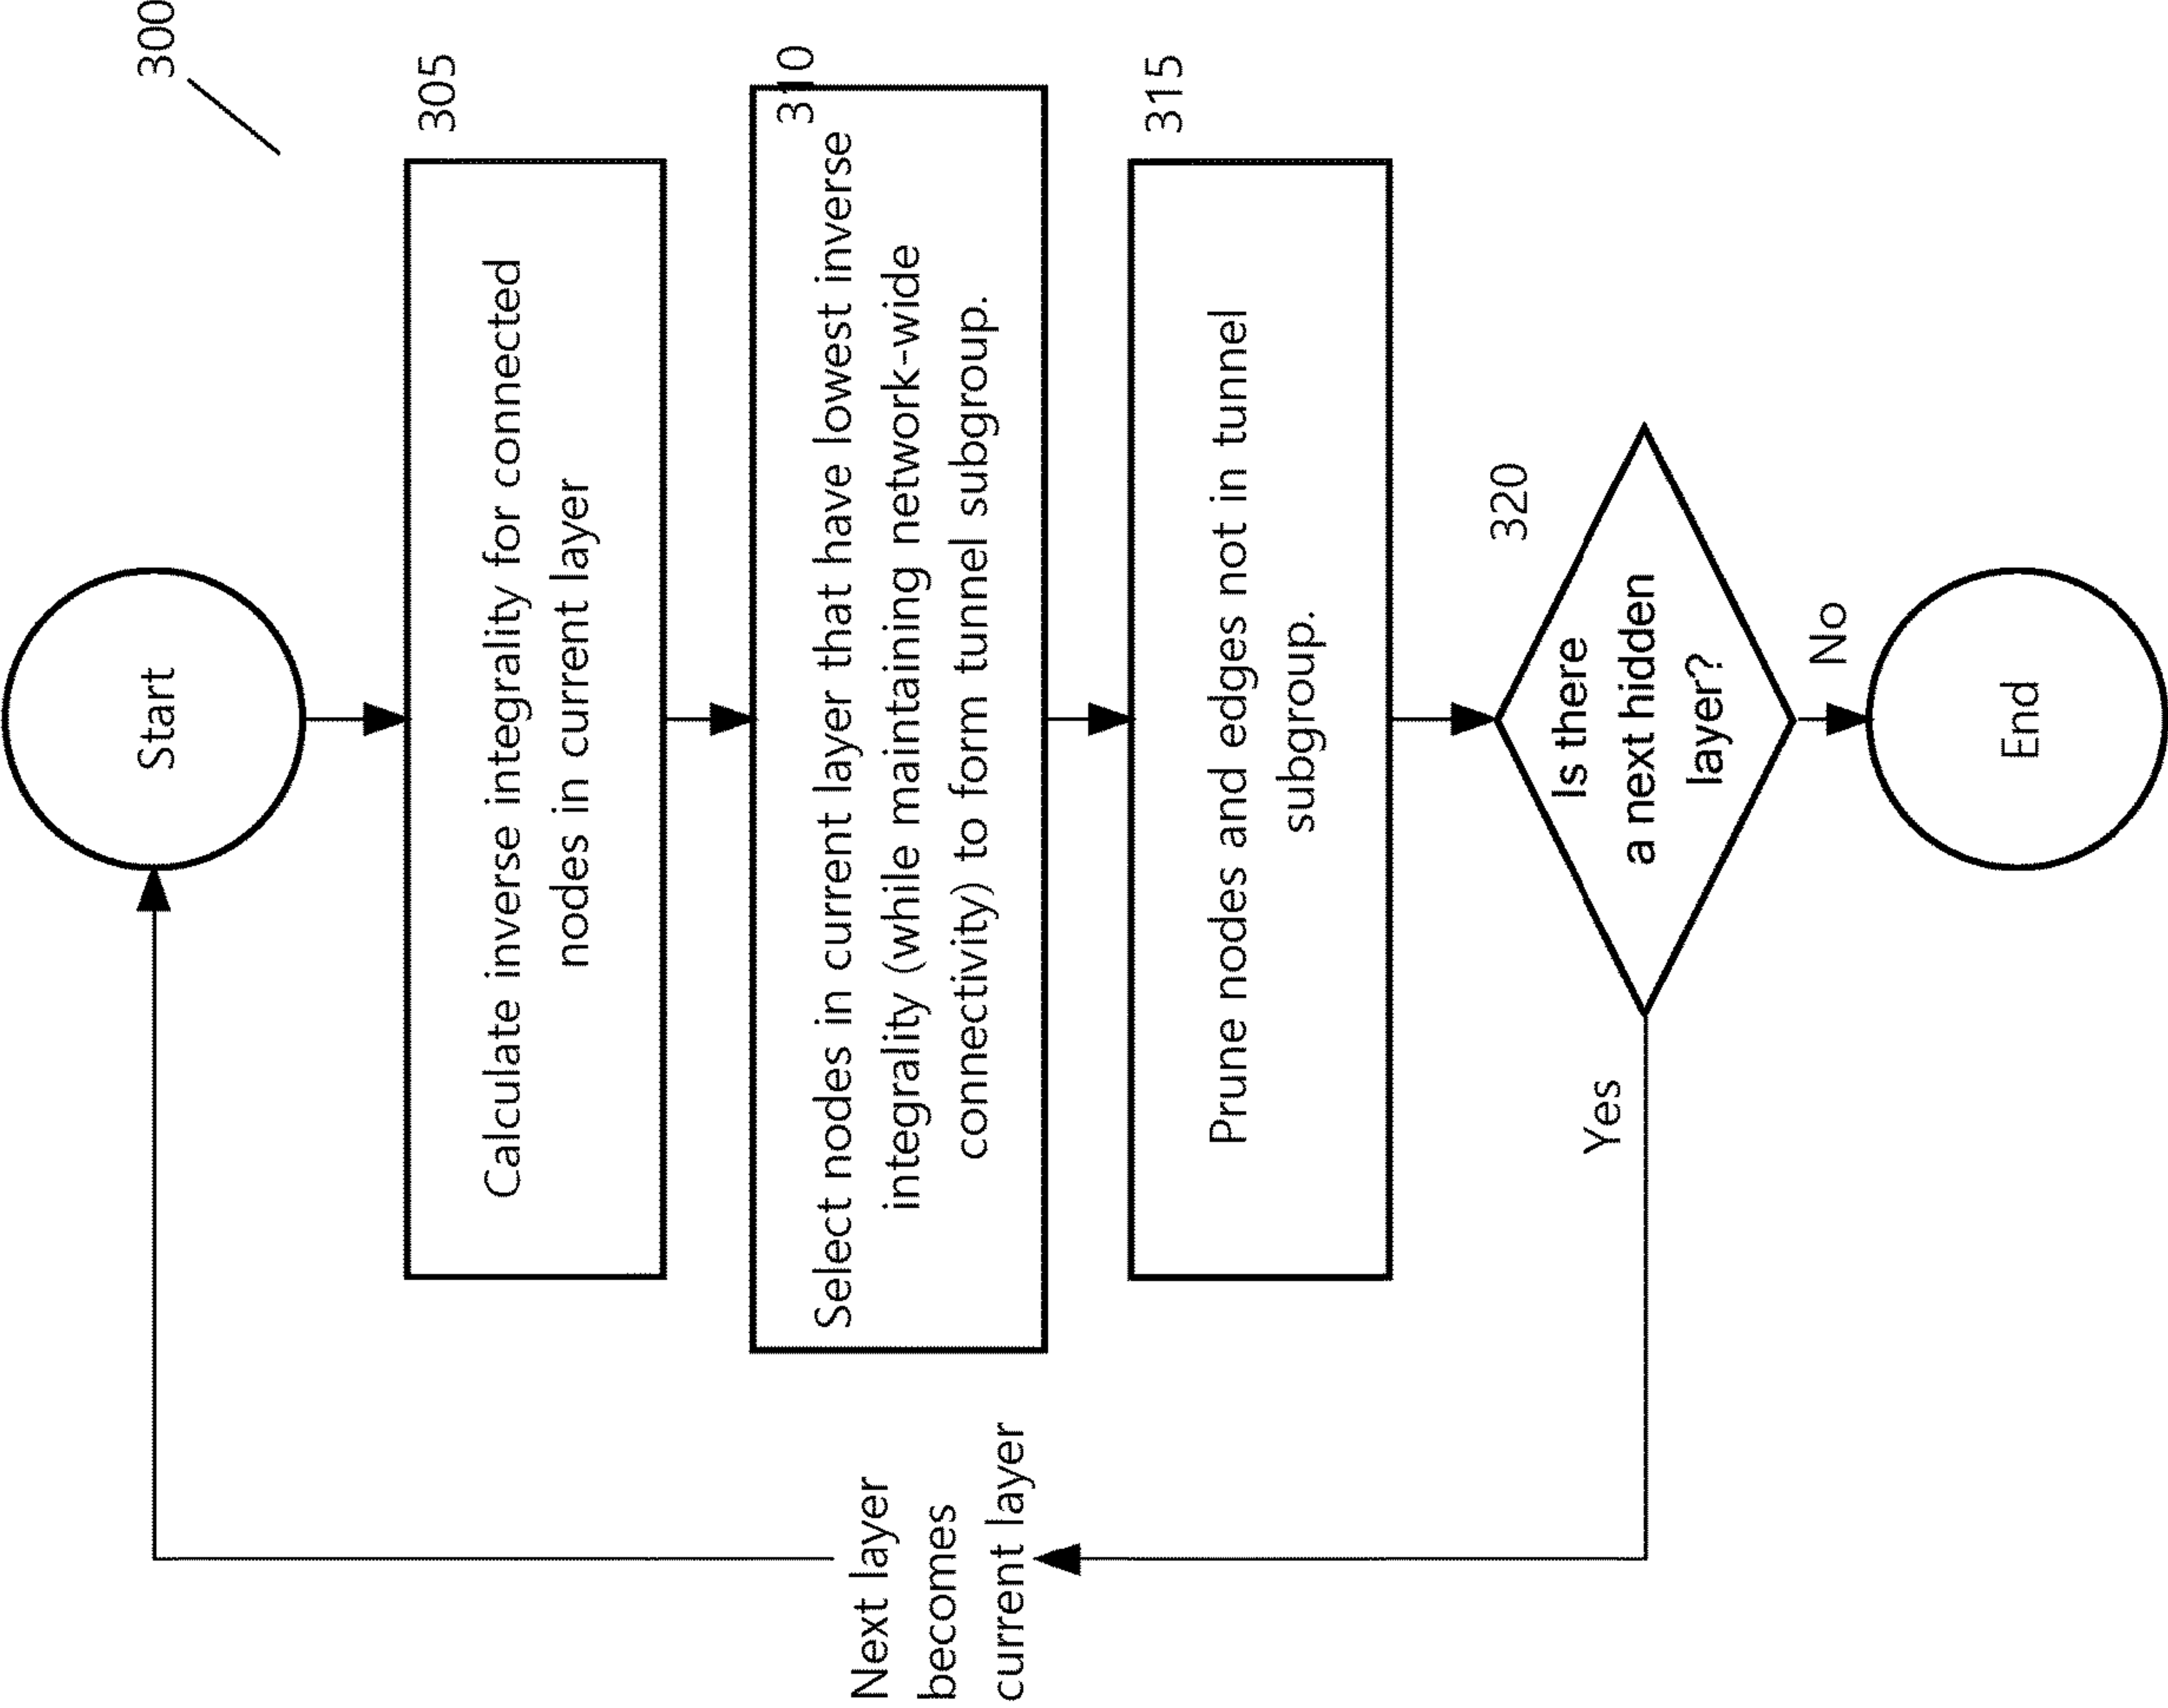 300
Start
305
Calculate inverse integrality for connected
nodes in current layer
310
Select nodes in current layer that have lowest inverse
integrality (while maintaining network-wide
connectivity) to form tunnel subgroup.
315
Prune nodes and edges not in tunnel
subgroup.
320
Is there
a next hidden
layer?
Yes
No
Next layer
becomes
current layer
End